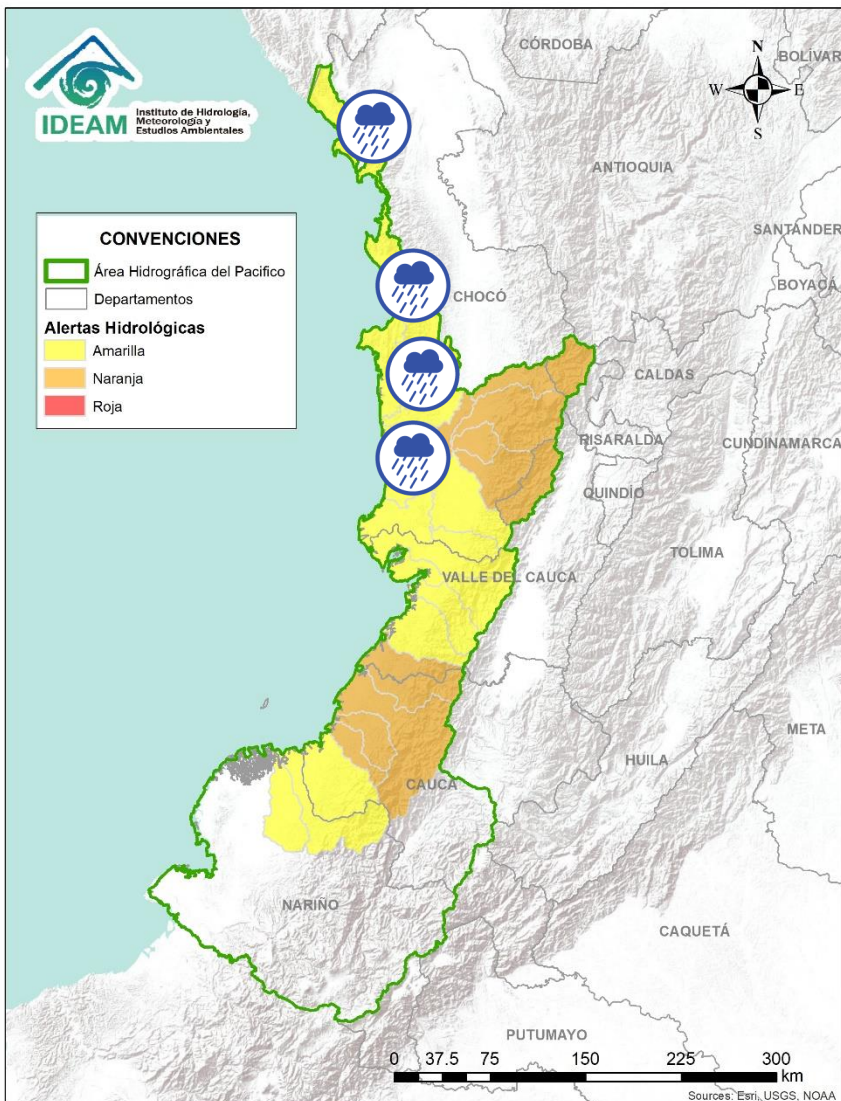 IDEAM
Instituto de Hidrología,
Meteorología y
Estudios Ambientales
N
W
E
S
CONVENCIONES
Área Hidrográfica del Pacifico
Departamentos
Alertas Hidrológicas
Amarilla
Naranja
Roja
CÓRDOBA
BOLÍVAR
ANTIOQUIA
SANTANDER
BOYACÁ
CHOCÓ
CALDAS
RISARALDA
CUNDINAMARCA
QUINDÍO
TOLIMA
VALLE DEL CAUCA
META
HUILA
CAUCA
NARIÑO
CAQUETÁ
PUTUMAYO
0 37.5 75 150 225 300
km
Sources: Esri, USGS, NOAA